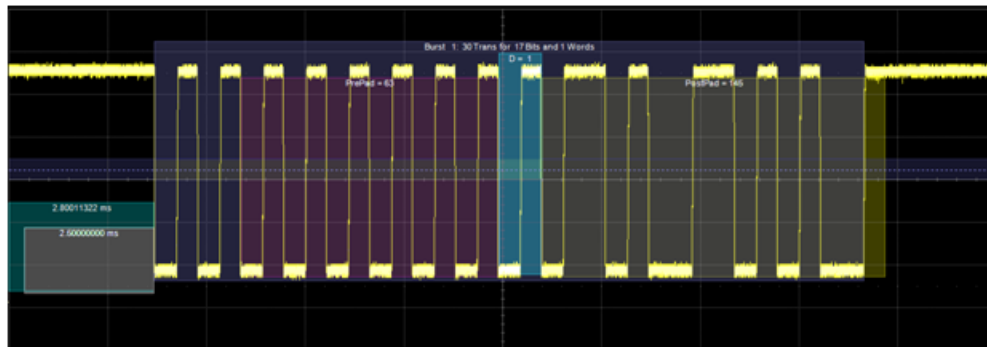 Burst 1: 30 Trans for 17 Bits and 1 Words
D = 1
PrePad = 63
PostPad = 146
2.80011322 ms
2.60000000 ms